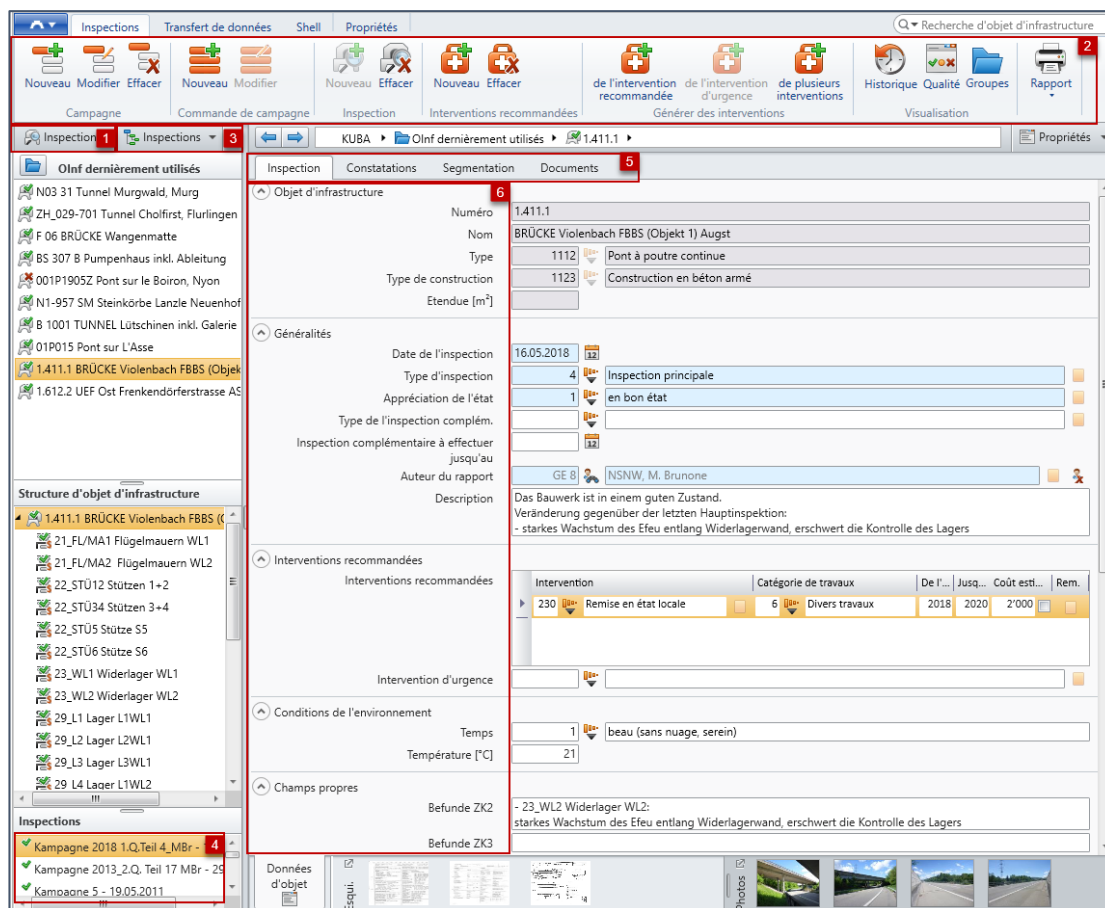 Inspections Transfert de données Shell Propriétés
Recherche d'objet d'infrastructure
2
Nouveau Modifier Effacer Nouveau Modifier Nouveau Effacer Nouveau Effacer de l'intervention recommandée de l'intervention d'urgence de plusieurs interventions Historique Qualité Groupes Rapport
Campagne Commande de campagne Inspection Interventions recommandées Générer des interventions Visualisation
Inspection 1 Inspections 3
KUBA OInf dernièrement utilisés 1.411.1 Propriétés
OInf dernièrement utilisés
N03 31 Tunnel Murgwald, Murg
ZH_029-701 Tunnel Cholfirst, Flurlingen
F 06 BRÜCKE Wangenmatte
BS 307 B Pumpenhaus inkl. Ableitung
001P1905Z Pont sur le Boiron, Nyon
N1-957 SM Steinkörbe Lanzle Neuenhof
B 1001 TUNNEL Lütschinen inkl. Galerie
01P015 Pont sur L'Asse
1.411.1 BRÜCKE Violenbach FBBS (Objek
1.612.2 UEF Ost Frenkendörferstrasse AS
Structure d'objet d'infrastructure
1.411.1 BRÜCKE Violenbach FBBS (
21_FL/MA1 Flügelmauern WL1
21_FL/MA2 Flügelmauern WL2
22_STÜ12 Stützen 1+2
22_STÜ34 Stützen 3+4
22_STÜ5 Stütze S5
22_STÜ6 Stütze S6
23_WL1 Widerlager WL1
23_WL2 Widerlager WL2
29_L1 Lager L1WL1
29_L2 Lager L2WL1
29_L3 Lager L3WL1
29_L4 Lager L1WL2
Inspections
Kampagne 2018 1.Q.Teil 4_MBr - 4
Kampagne 2013_2.Q. Teil 17 MBr - 29
Kampagne 5 - 19.05.2011
Inspection Constatations Segmentation Documents 5
6
Objet d'infrastructure
Numéro 1.411.1
Nom BRÜCKE Violenbach FBBS (Objekt 1) Augst
Type 1112 Pont à poutre continue
Type de construction 1123 Construction en béton armé
Etendue [m²]
Généralités
Date de l'inspection 16.05.2018 12
Type d'inspection 4 Inspection principale
Appréciation de l'état 1 en bon état
Type de l'inspection complém.
Inspection complémentaire à effectuer 12
jusqu'au
Auteur du rapport GE 8 NSNW, M. Brunone
Description Das Bauwerk ist in einem guten Zustand.
Veränderung gegenüber der letzten Hauptinspektion:
- starkes Wachstum des Efeu entlang Widerlagerwand, erschwert die Kontrolle des Lagers
Interventions recommandées
Interventions recommandées
Intervention Catégorie de travaux De l'... Jusq... Coût esti... Rem.
230 Remise en état locale 6 Divers travaux 2018 2020 2'000
Intervention d'urgence
Conditions de l'environnement
Temps 1 beau (sans nuage, serein)
Température [°C] 21
Champs propres
Befunde ZK2 - 23_WL2 Widerlager WL2:
starkes Wachstum des Efeu entlang Widerlagerwand, erschwert die Kontrolle des Lagers
Befunde ZK3
Données
d'objet
Esqui.
Photos